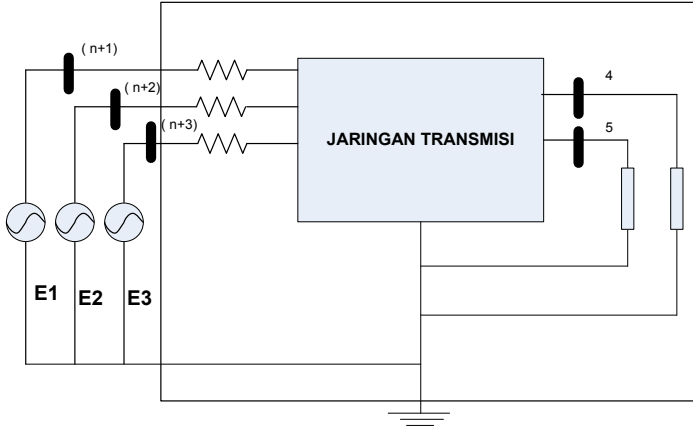 ( n+1)
( n+2)
( n+3)
4
5
JARINGAN TRANSMISI
E1
E2
E3